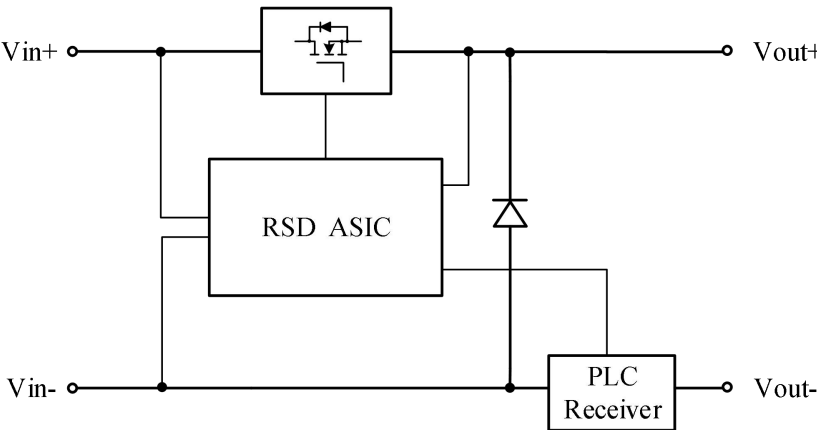 Vin+
Vout+
RSD ASIC
Vin-
PLC
Receiver
Vout-